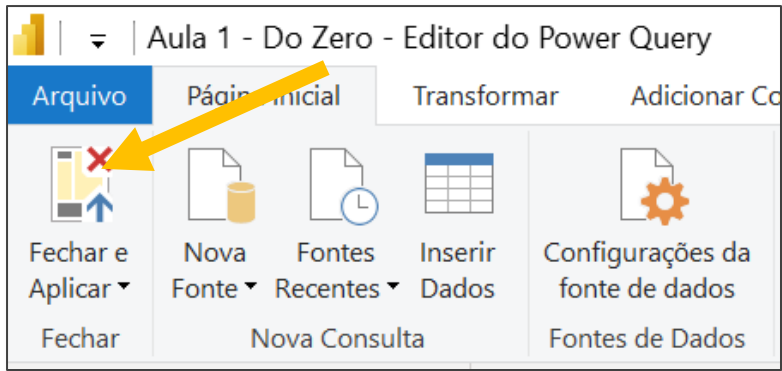 Aula 1 - Do Zero - Editor do Power Query
Arquivo Página Inicial Transformar Adicionar Co
Fechar e Aplicar
Nova Fonte
Fontes Recentes
Inserir Dados
Configurações da fonte de dados
Fechar Nova Consulta Fontes de Dados